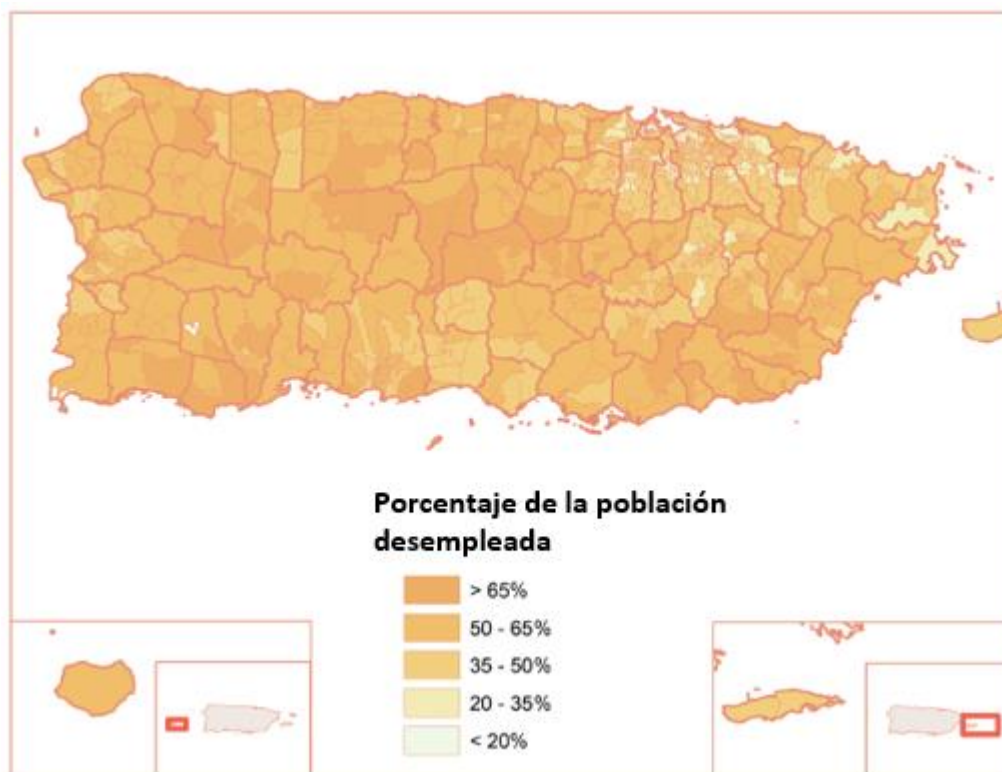 Porcentaje de la población
desempleada
> 65%
50 - 65%
35 - 50%
20 - 35%
< 20%